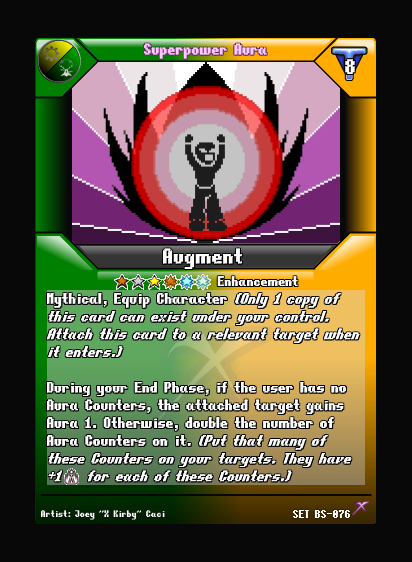 Superpower Aura
8
Augment
Enhancement
Mythical, Equip Character (Only 1 copy of
this card can exist under your control.
Attach this card to a relevant target when
it enters.)
During your End Phase, if the user has no
Aura Counters, the attached target gains
Aura 1. Otherwise, double the number of
Aura Counters on it. (Put that many of
these Counters on your targets. They have
+1 for each of these Counters.)
Artist: Joey "X Kirby" Caci
SET BS-076